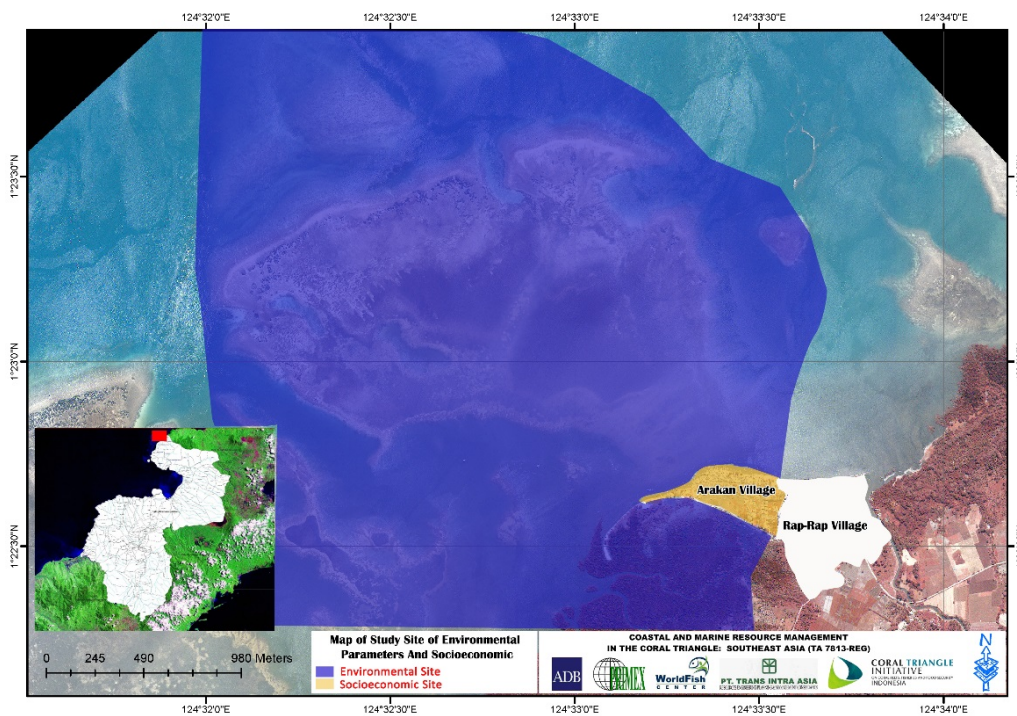 124°32'0"E 124°32'30"E 124°33'0"E 124°33'30"E 124°34'0"E
1°23'30"N
1°23'0"N
1°22'30"N
Arakan Village
Rap-Rap Village
0 245 490 980 Meters
Map of Study Site of Environmental
Parameters And Socioeconomic
Environmental Site
Socioeconomic Site
COASTAL AND MARINE RESOURCE MANAGEMENT
IN THE CORAL TRIANGLE: SOUTHEAST ASIA (TA 7813-REG)
ADB
WorldFish
CENTER
PT. TRANS INTRA ASIA
CORAL TRIANGLE
INITIATIVE
INDONESIA
N
124°32'0"E 124°32'30"E 124°33'0"E 124°33'30"E 124°34'0"E